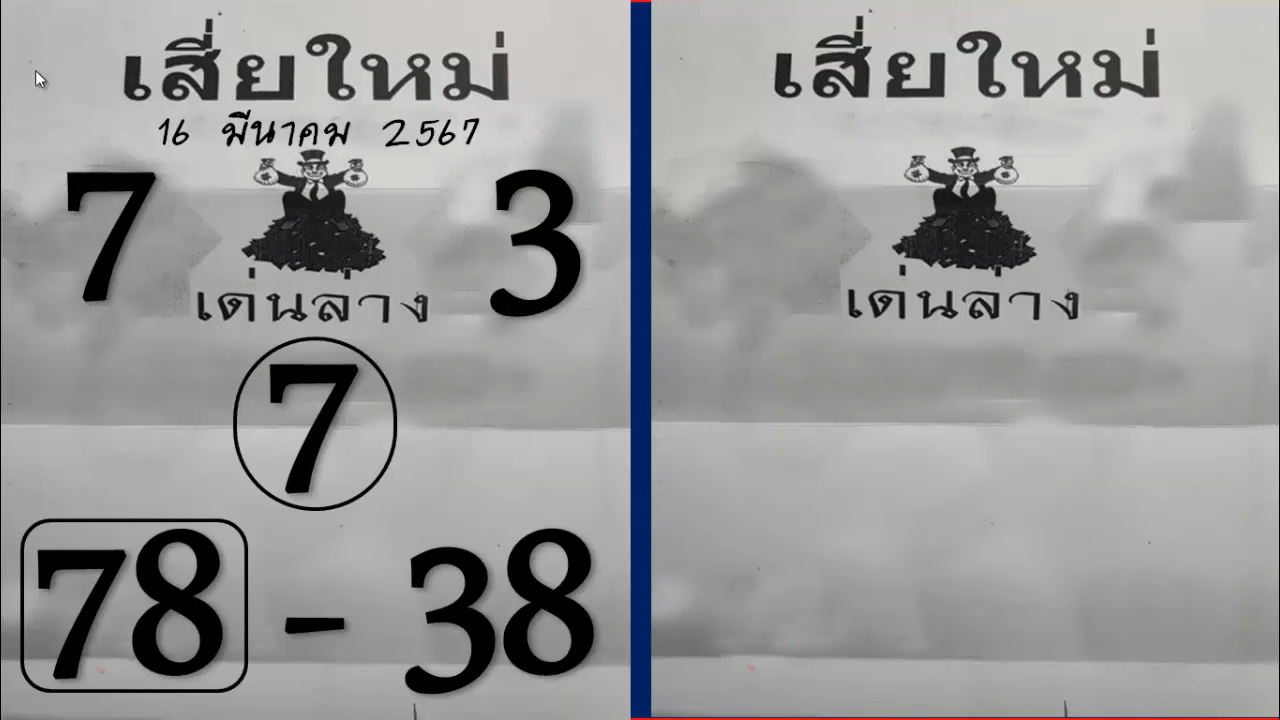 เสี่ยใหม่
16 มีนาคม 2567
7 3
เด่นล่าง
7
78 - 38
เสี่ยใหม่
เด่นล่าง